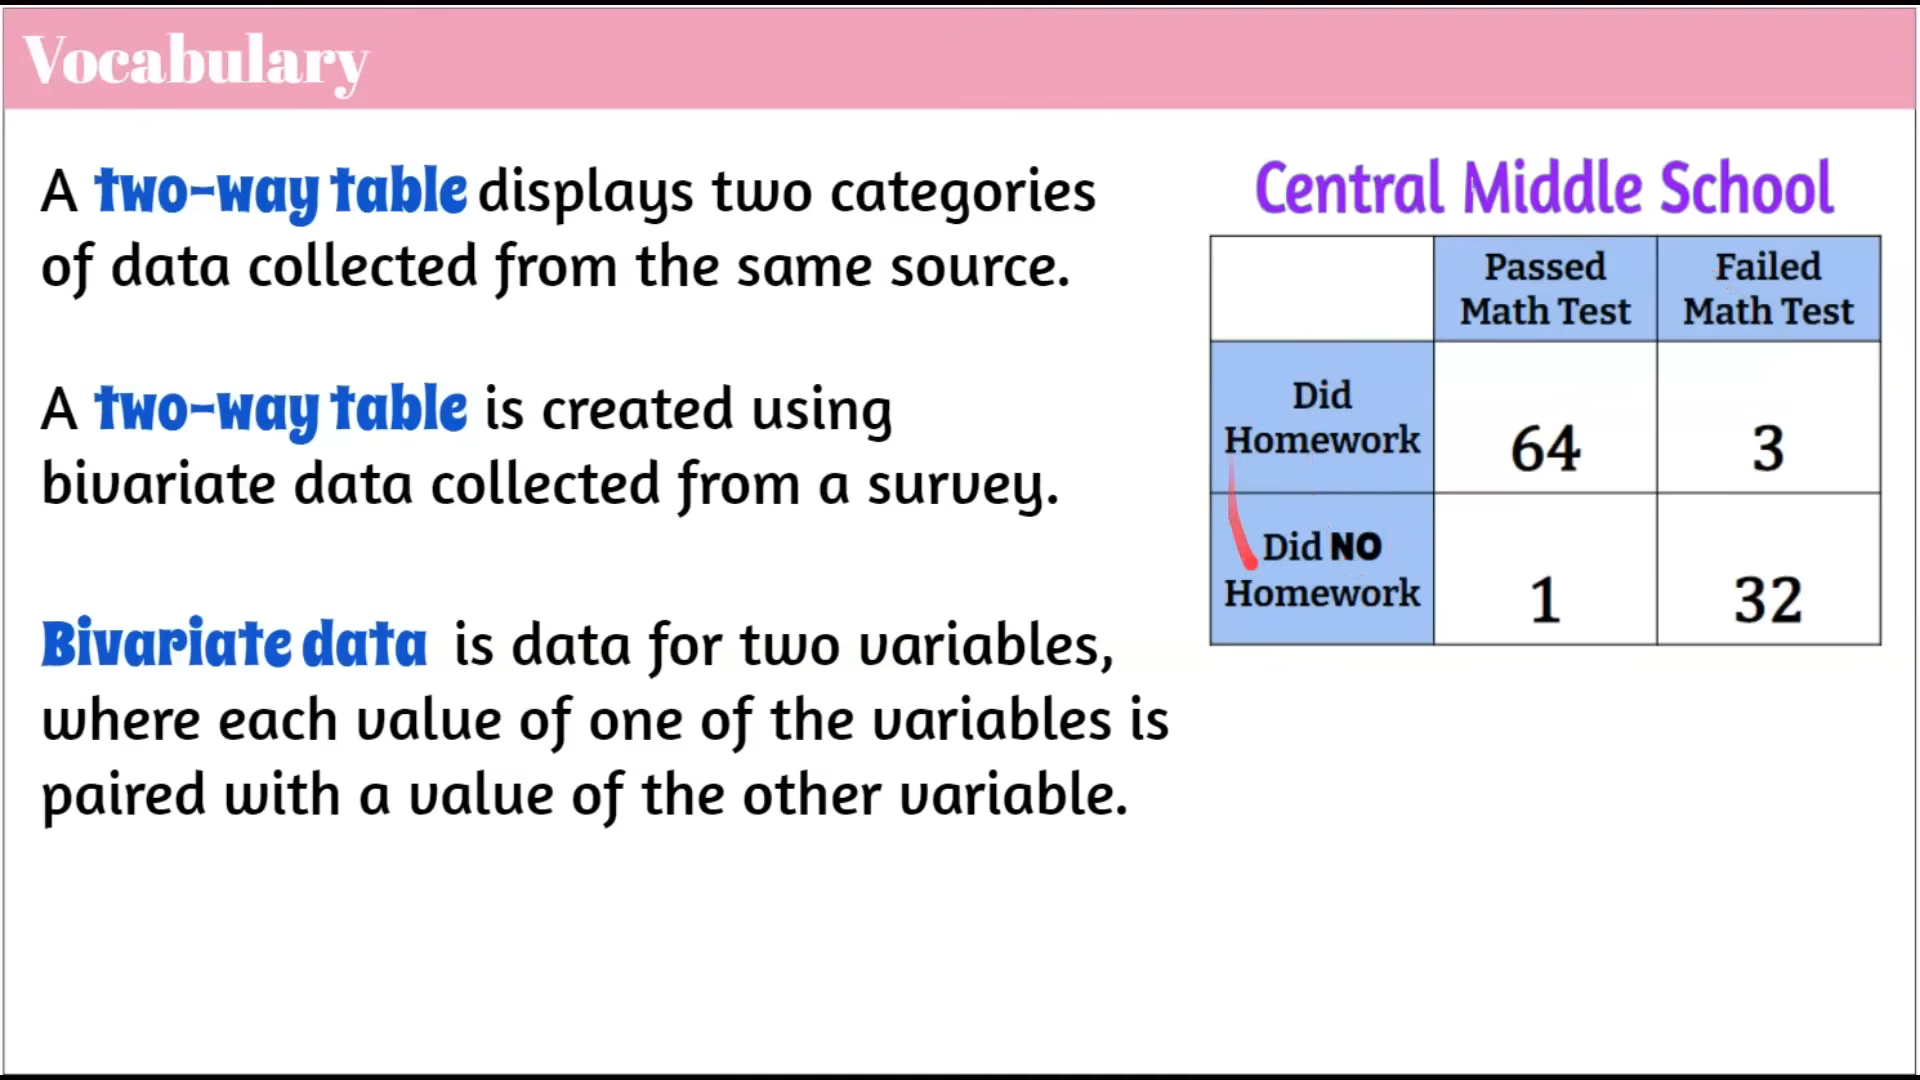 Vocabulary
A two-way table displays two categories
of data collected from the same source.
A two-way table is created using
bivariate data collected from a survey.
Bivariate data is data for two variables,
where each value of one of the variables is
paired with a value of the other variable.
Central Middle School
Passed Failed
Math Test Math Test
Did
Homework 64 3
Did NO
Homework 1 32